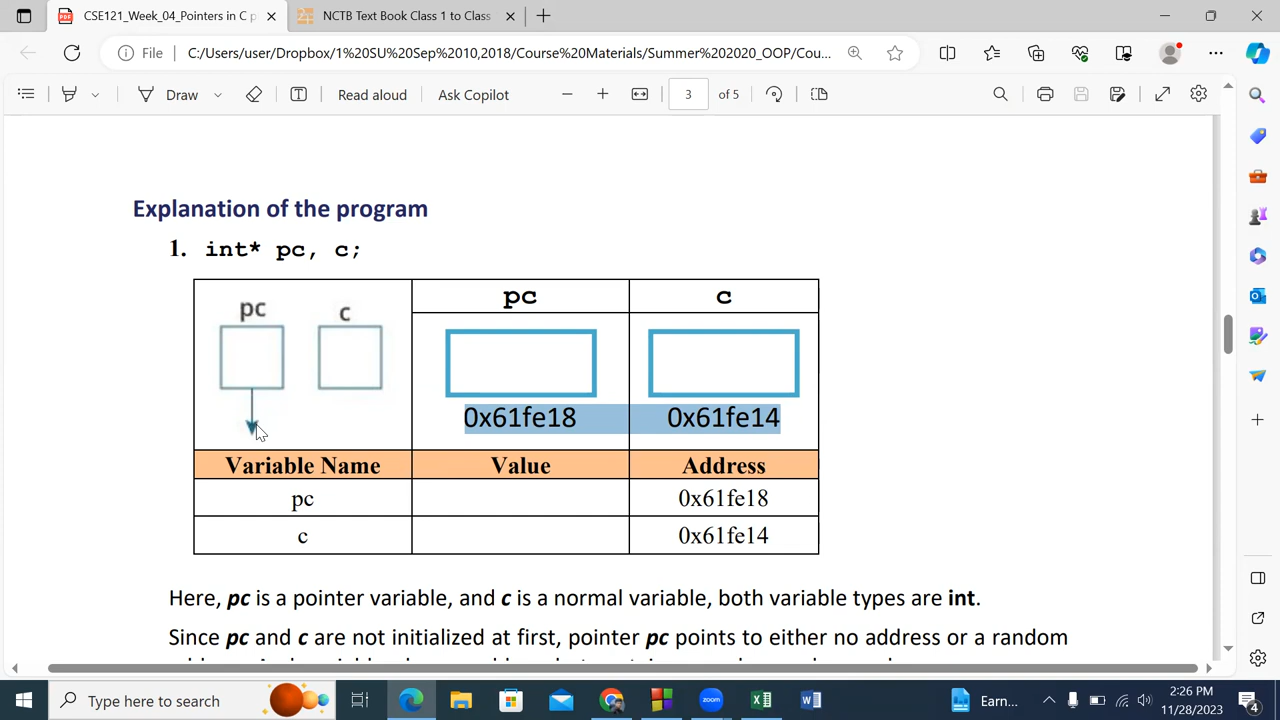 CSE121_Week_04_Pointers in C p
NCTB Text Book Class 1 to Class
File
C:/Users/user/Dropbox/1%20SU%20Sep%2010,2018/Course%20Materials/Summer%202020_OOP/Cou...
Draw
Read aloud
Ask Copilot
3 of 5
Explanation of the program
1. int* pc, c;
pc c
pc c
0x61fe18 0x61fe14
Variable Name Value Address
pc 0x61fe18
c 0x61fe14
Here, pc is a pointer variable, and c is a normal variable, both variable types are int.
Since pc and c are not initialized at first, pointer pc points to either no address or a random
Type here to search
Earn...
2:26 PM
11/28/2023
4